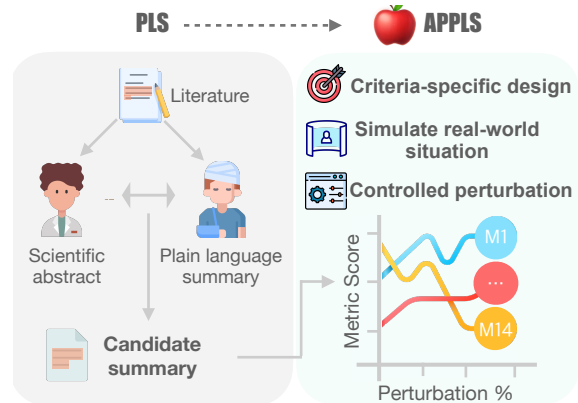 PLS
APPLS
Literature
Scientific
abstract
...
Plain language
summary
Candidate
summary
Criteria-specific design
Simulate real-world
situation
Controlled perturbation
Metric Score
M1
...
M14
Perturbation %